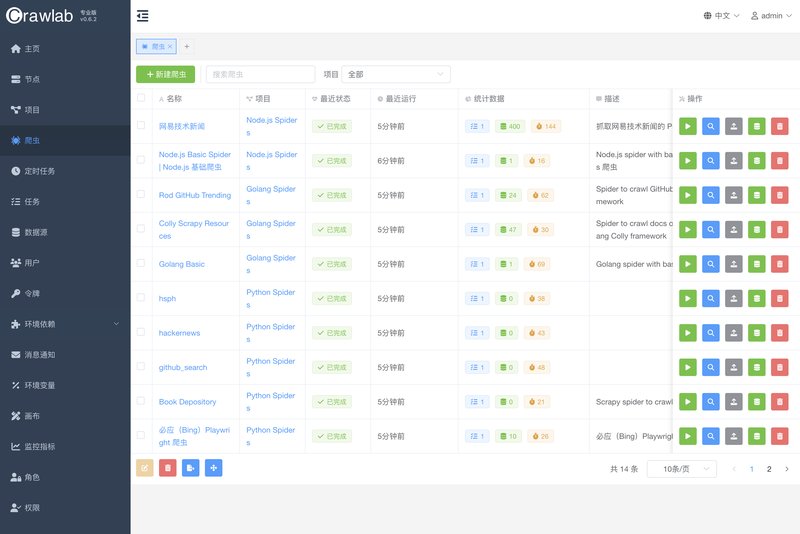 Crawlab 专业版 v0.6.2
中文 admin
主页
节点
项目
爬虫
定时任务
任务
数据源
用户
令牌
环境依赖
消息通知
环境变量
画布
监控指标
角色
权限
爬虫
新建爬虫 搜索爬虫 项目 全部
名称 项目 最近状态 最近运行 统计数据 描述 操作
网易技术新闻 Node.js Spiders 已完成 5分钟前 1 400 144 抓取网易技术新闻的 P
Node.js Basic Spider | Node.js 基础爬虫 Node.js Spiders 已完成 6分钟前 1 1 16 Node.js spider with ba s 爬虫
Rod GitHub Trending Golang Spiders 已完成 5分钟前 1 24 62 Spider to crawl GitHu mework
Colly Scrapy Resources Golang Spiders 已完成 5分钟前 1 47 30 Spider to crawl docs o ang Colly framework
Golang Basic Golang Spiders 已完成 5分钟前 1 1 69 Golang spider with bas
hsph Python Spiders 已完成 5分钟前 1 0 38
hackernews Python Spiders 已完成 5分钟前 1 0 43
github_search Python Spiders 已完成 5分钟前 1 0 48
Book Depository Python Spiders 已完成 5分钟前 1 0 21 Scrapy spider to crawl
必应（Bing）Playwright 爬虫 Python Spiders 已完成 5分钟前 1 10 26 必应（Bing）Playwrig
共 14 条 10条/页 1 2